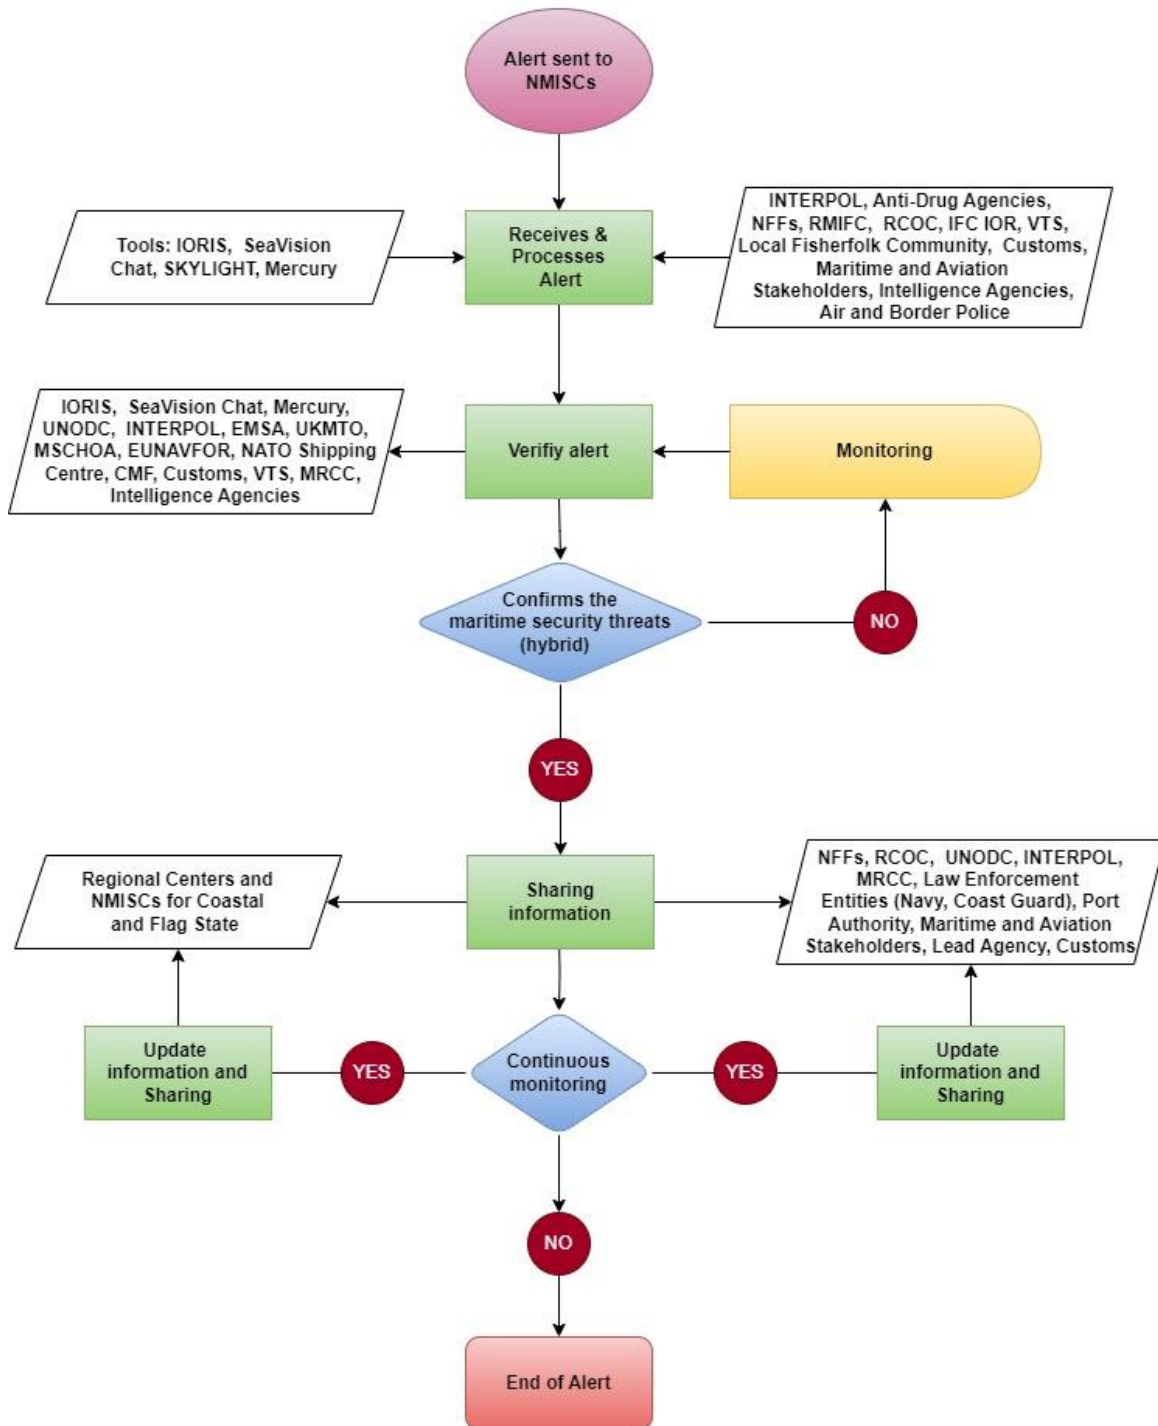 Alert sent to
NMISCs
Tools: IORIS, SeaVision
Chat, SKYLIGHT, Mercury
Receives &
Processes
Alert
INTERPOL, Anti-Drug Agencies,
NFFs, RMIFC, RCOC, IFC IOR, VTS,
Local Fisherfolk Community, Customs,
Maritime and Aviation
Stakeholders, Intelligence Agencies,
Air and Border Police
IORIS, SeaVision Chat, Mercury,
UNODC, INTERPOL, EMSA, UKMTO,
MSCHOA, EUNAVFOR, NATO Shipping
Centre, CMF, Customs, VTS, MRCC,
Intelligence Agencies
Verifiy alert
Monitoring
Confirms the
maritime security threats
(hybrid)
NO
YES
Regional Centers and
NMISCs for Coastal
and Flag State
Sharing
information
NFFs, RCOC, UNODC, INTERPOL,
MRCC, Law Enforcement
Entities (Navy, Coast Guard), Port
Authority, Maritime and Aviation
Stakeholders, Lead Agency, Customs
Update
information and
Sharing
YES
Continuous
monitoring
YES
Update
information and
Sharing
NO
End of Alert